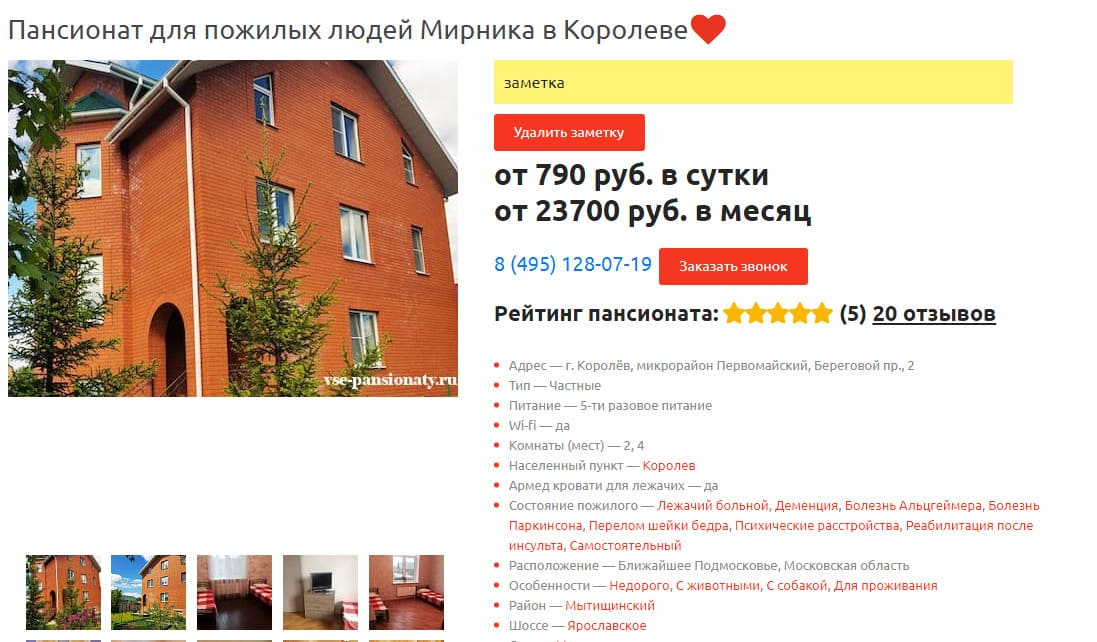 Пансионат для пожилых людей Мирника в Королеве
заметка
Удалить заметку
от 790 руб. в сутки
от 23700 руб. в месяц
8 (495) 128-07-19 Заказать звонок
Рейтинг пансионата: (5) 20 отзывов
vse-pansionaty.ru
Адрес — г. Королёв, микрорайон Первомайский, Береговой пр., 2
Тип — Частные
Питание — 5-ти разовое питание
Wi-fi — да
Комнаты (мест) — 2, 4
Населенный пункт — Королев
Армед кровати для лежачих — да
Состояние пожилого — Лежачий больной, Деменция, Болезнь Альцгеймера, Болезнь
Паркинсона, Перелом шейки бедра, Психические расстройства, Реабилитация после
инсульта, Самостоятельный
Расположение — Ближайшее Подмосковье, Московская область
Особенности — Недорого, С животными, С собакой, Для проживания
Район — Мытищинский
Шоссе — Ярославское